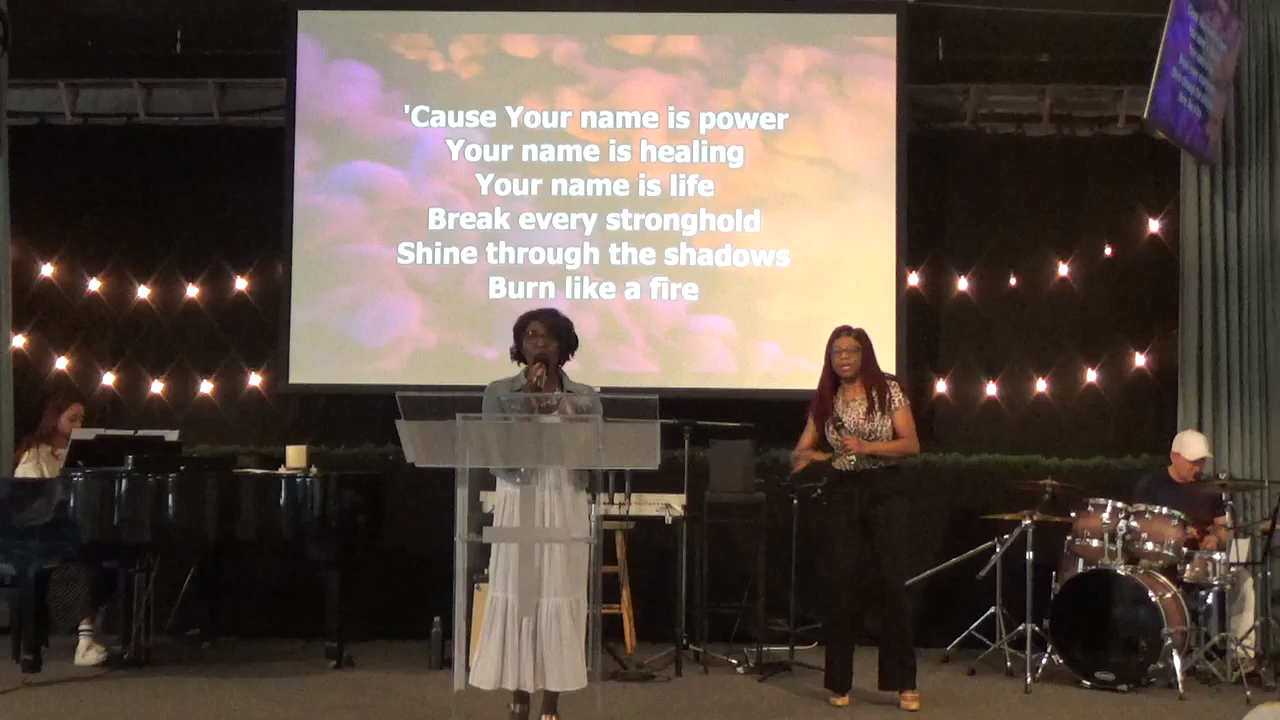 'Cause Your name is power
Your name is healing
Your name is life
Break every stronghold
Shine through the shadows
Burn like a fire